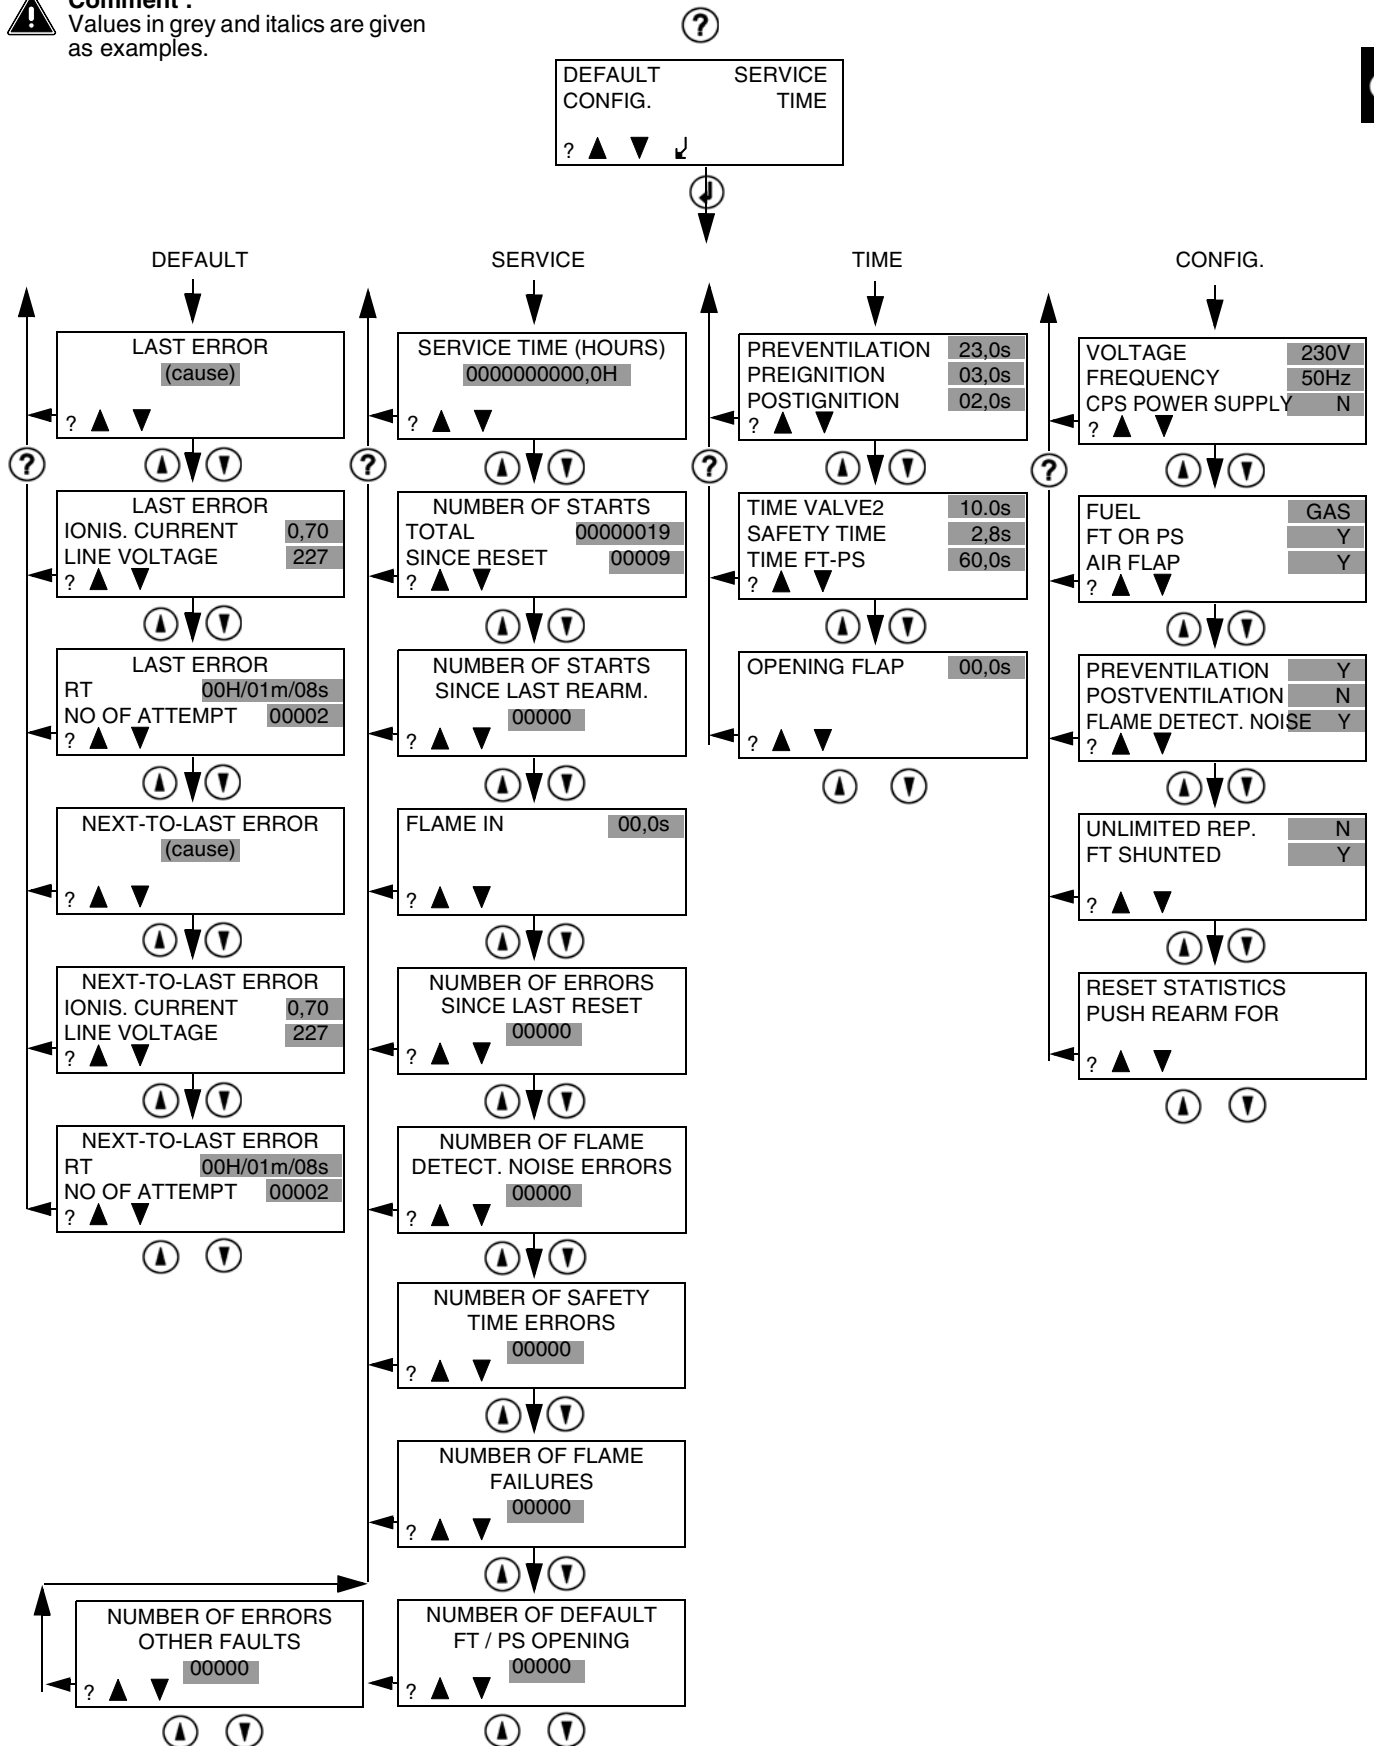 Comment :
Values in grey and italics are given
as examples.
?
DEFAULT SERVICE
CONFIG. TIME
?
DEFAULT
LAST ERROR
(cause)
?
?
LAST ERROR
IONIS. CURRENT 0,70
LINE VOLTAGE 227
?
LAST ERROR
RT 00H/01m/08s
NO OF ATTEMPT 00002
?
NEXT-TO-LAST ERROR
(cause)
?
NEXT-TO-LAST ERROR
IONIS. CURRENT 0,70
LINE VOLTAGE 227
?
NEXT-TO-LAST ERROR
RT 00H/01m/08s
NO OF ATTEMPT 00002
?
SERVICE
SERVICE TIME (HOURS)
0000000000,0H
?
?
NUMBER OF STARTS
TOTAL 00000019
SINCE RESET 00009
?
NUMBER OF STARTS
SINCE LAST REARM.
00000
?
FLAME IN 00,0s
?
NUMBER OF ERRORS
SINCE LAST RESET
00000
?
NUMBER OF FLAME
DETECT. NOISE ERRORS
00000
?
NUMBER OF SAFETY
TIME ERRORS
00000
?
NUMBER OF FLAME
FAILURES
00000
?
NUMBER OF DEFAULT
FT / PS OPENING
00000
?
NUMBER OF ERRORS
OTHER FAULTS
00000
?
TIME
PREVENTILATION 23,0s
PREIGNITION 03,0s
POSTIGNITION 02,0s
?
?
TIME VALVE2 10.0s
SAFETY TIME 2,8s
TIME FT-PS 60,0s
?
OPENING FLAP 00,0s
?
CONFIG.
VOLTAGE 230V
FREQUENCY 50Hz
CPS POWER SUPPLY N
?
?
FUEL GAS
FT OR PS Y
AIR FLAP Y
?
PREVENTILATION Y
POSTVENTILATION N
FLAME DETECT. NOISE Y
?
UNLIMITED REP. N
FT SHUNTED Y
?
RESET STATISTICS
PUSH REARM FOR
?